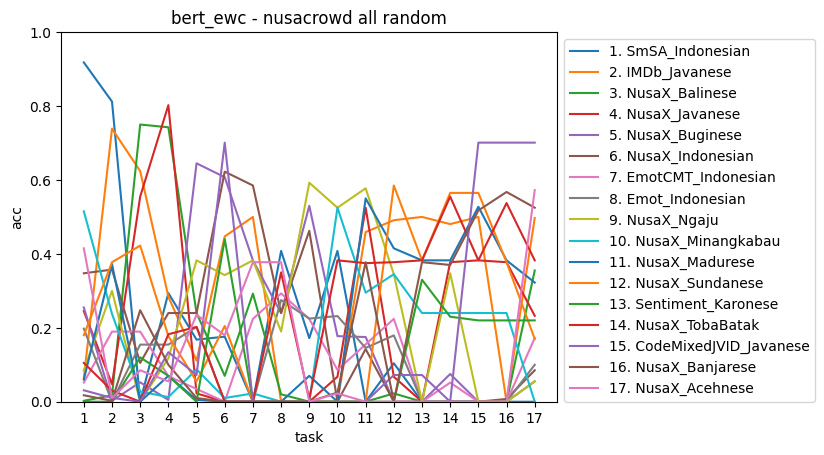 bert_ewc - nusacrowd all random
1.0
0.8
0.6
0.4
0.2
0.0
acc
1 2 3 4 5 6 7 8 9 10 11 12 13 14 15 16 17
task
1. SmSA_Indonesian
2. IMDb_Javanese
3. NusaX_Balinese
4. NusaX_Javanese
5. NusaX_Buginese
6. NusaX_Indonesian
7. EmotCMT_Indonesian
8. Emot_Indonesian
9. NusaX_Ngaju
10. NusaX_Minangkabau
11. NusaX_Madurese
12. NusaX_Sundanese
13. Sentiment_Karonese
14. NusaX_TobaBatak
15. CodeMixedJVID_Javanese
16. NusaX_Banjarese
17. NusaX_Acehnese